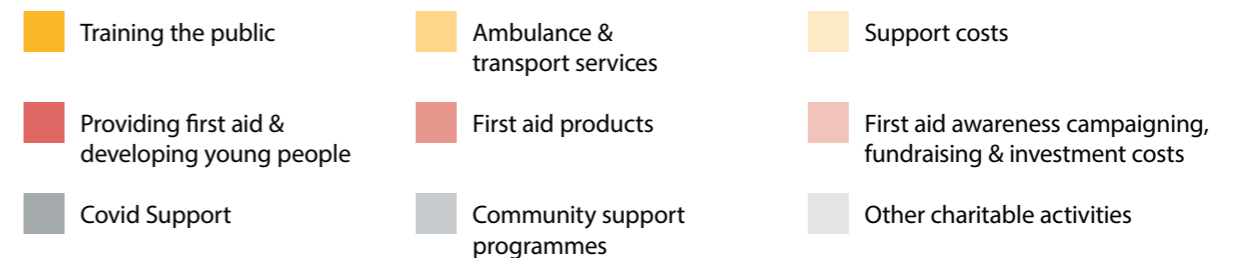 Training the public
Ambulance &
transport services
Support costs
Providing first aid &
developing young people
First aid products
First aid awareness campaigning,
fundraising & investment costs
Covid Support
Community support
programmes
Other charitable activities